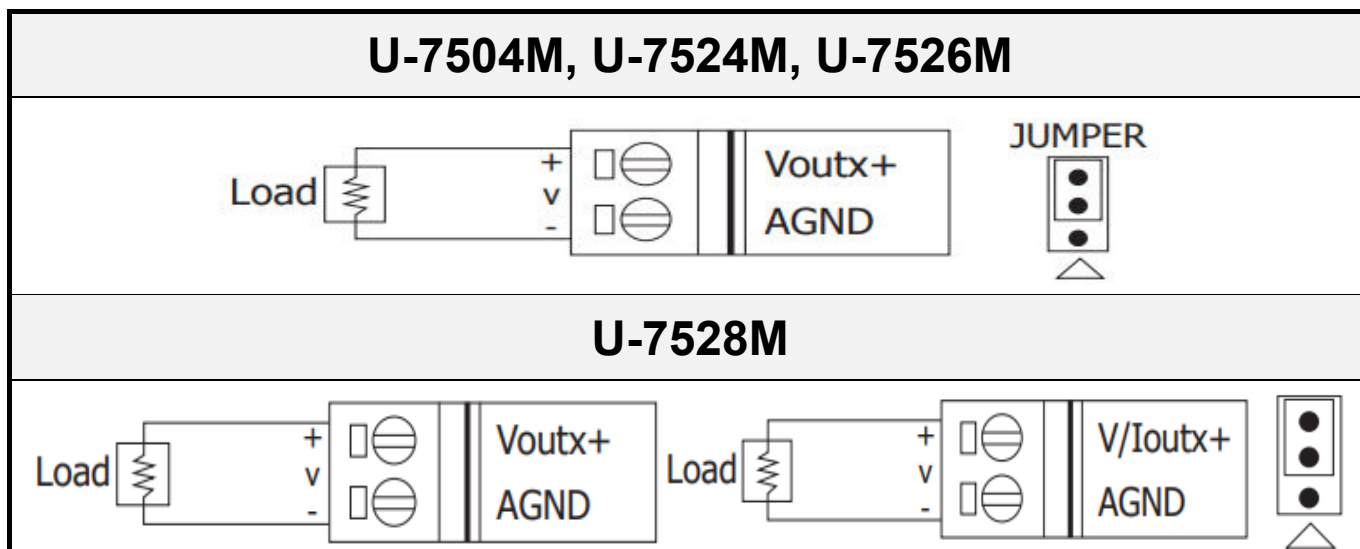 U-7504M, U-7524M, U-7526M
JUMPER
Load + Voutx+
v
- AGND
U-7528M
Load + Voutx+
v
- AGND
Load + V/Ioutx+
v
- AGND